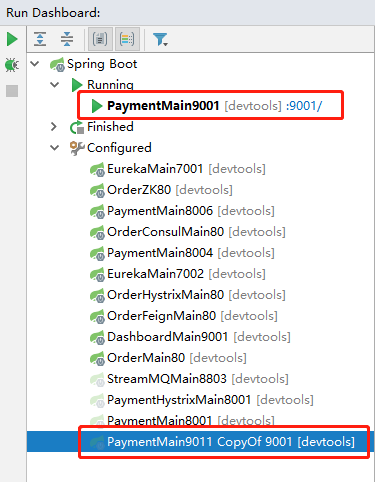 Run Dashboard:
Spring Boot
Running
PaymentMain9001 [devtools] :9001/
Finished
Configured
EurekaMain7001 [devtools]
OrderZK80 [devtools]
PaymentMain8006 [devtools]
OrderConsulMain80 [devtools]
PaymentMain8004 [devtools]
EurekaMain7002 [devtools]
OrderHystrixMain80 [devtools]
OrderFeignMain80 [devtools]
DashboardMain9001 [devtools]
OrderMain80 [devtools]
StreamMQMain8803 [devtools]
PaymentHystrixMain8001 [devtools]
PaymentMain8001 [devtools]
PaymentMain9011 CopyOf 9001 [devtools]